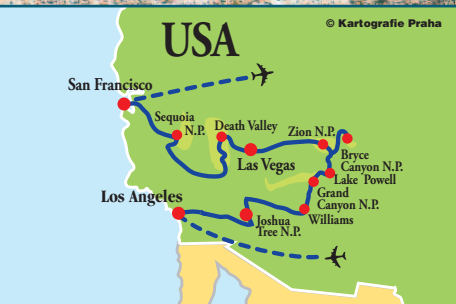 © Kartografie Praha
USA
San Francisco
Sequoia
N.P.
Death Valley
Las Vegas
Zion N.P.
Bryce
Canyon N.P.
Lake Powell
Grand
Canyon N.P.
Williams
Los Angeles
Joshua
Tree N.P.